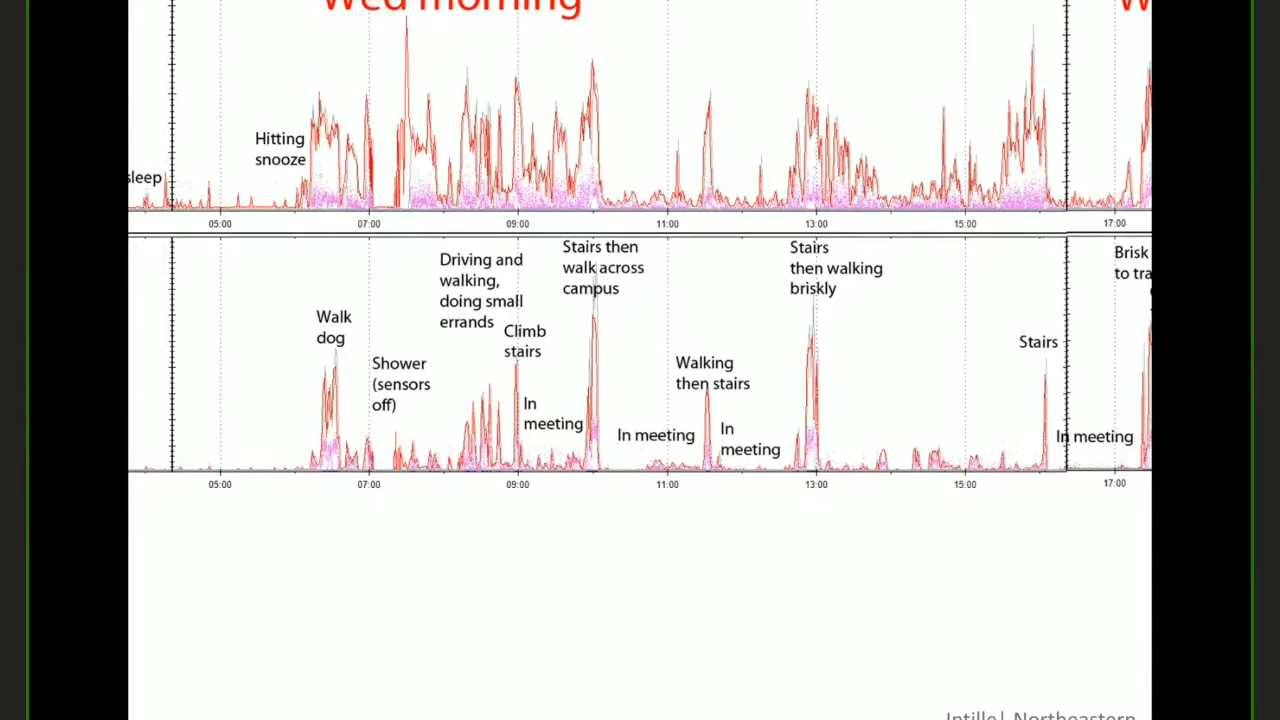 Wed morning
W
Hitting
snooze
sleep
05:00
07:00
09:00
11:00
13:00
15:00
17:00
Driving and
walking,
doing small
errands
Stairs then
walk across
campus
Stairs
then walking
briskly
Brisk
to tra
Walk
dog
Climb
stairs
Shower
(sensors
off)
Walking
then stairs
Stairs
In
meeting
In meeting
In
meeting
In meeting
05:00
07:00
09:00
11:00
13:00
15:00
17:00
Intille| Northeastern